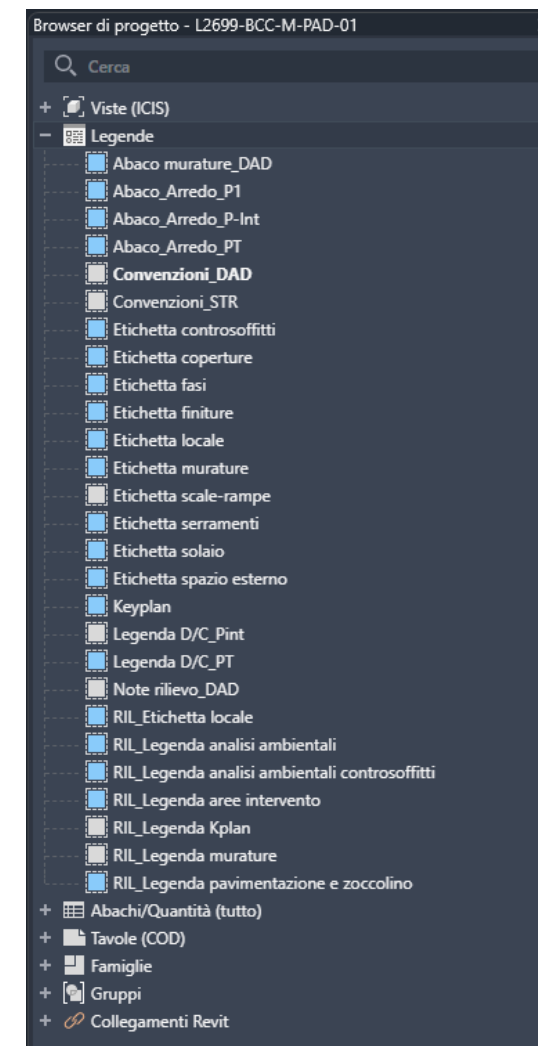 Browser di progetto - L2699-BCC-M-PAD-01
Cerca
Viste (ICIS)
Legende
Abaco murature_DAD
Abaco_Arredo_P1
Abaco_Arredo_P-Int
Abaco_Arredo_PT
Convenzioni_DAD
Convenzioni_STR
Etichetta controsoffitti
Etichetta coperture
Etichetta fasi
Etichetta finiture
Etichetta locale
Etichetta murature
Etichetta scale-rampe
Etichetta serramenti
Etichetta solaio
Etichetta spazio esterno
Keyplan
Legenda D/C_Pint
Legenda D/C_PT
Note rilievo_DAD
RIL_Etichetta locale
RIL_Legenda analisi ambientali
RIL_Legenda analisi ambientali controsoffitti
RIL_Legenda aree intervento
RIL_Legenda Kplan
RIL_Legenda murature
RIL_Legenda pavimentazione e zoccolino
Abachi/Quantità (tutto)
Tavole (COD)
Famiglie
Gruppi
Collegamenti Revit